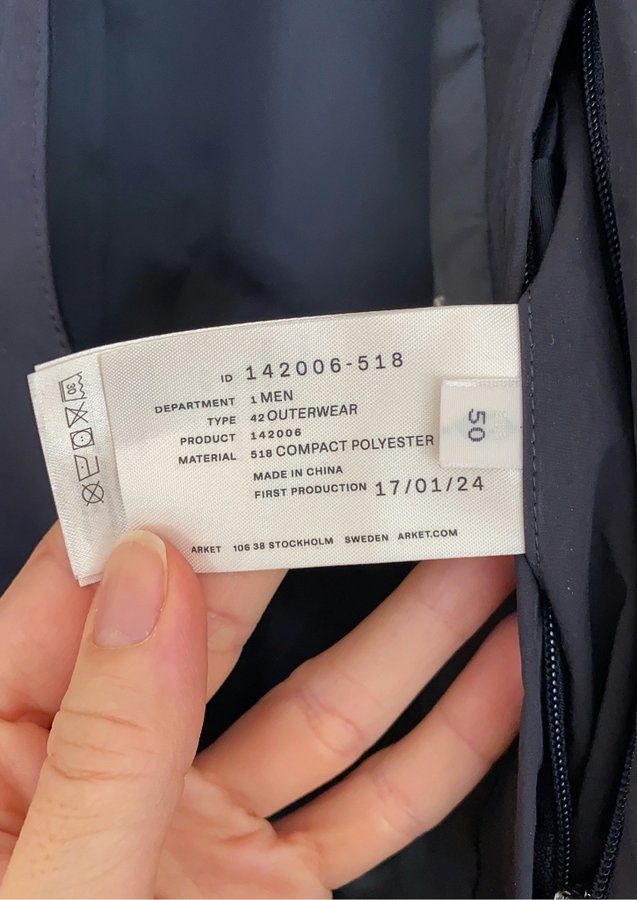 ID 142006-518
DEPARTMENT 1 MEN
TYPE 42 OUTERWEAR
PRODUCT 142006
MATERIAL 518 COMPACT POLYESTER
MADE IN CHINA
FIRST PRODUCTION 17/01/24
ARKET 106 38 STOCKHOLM SWEDEN ARKET.COM
50
30